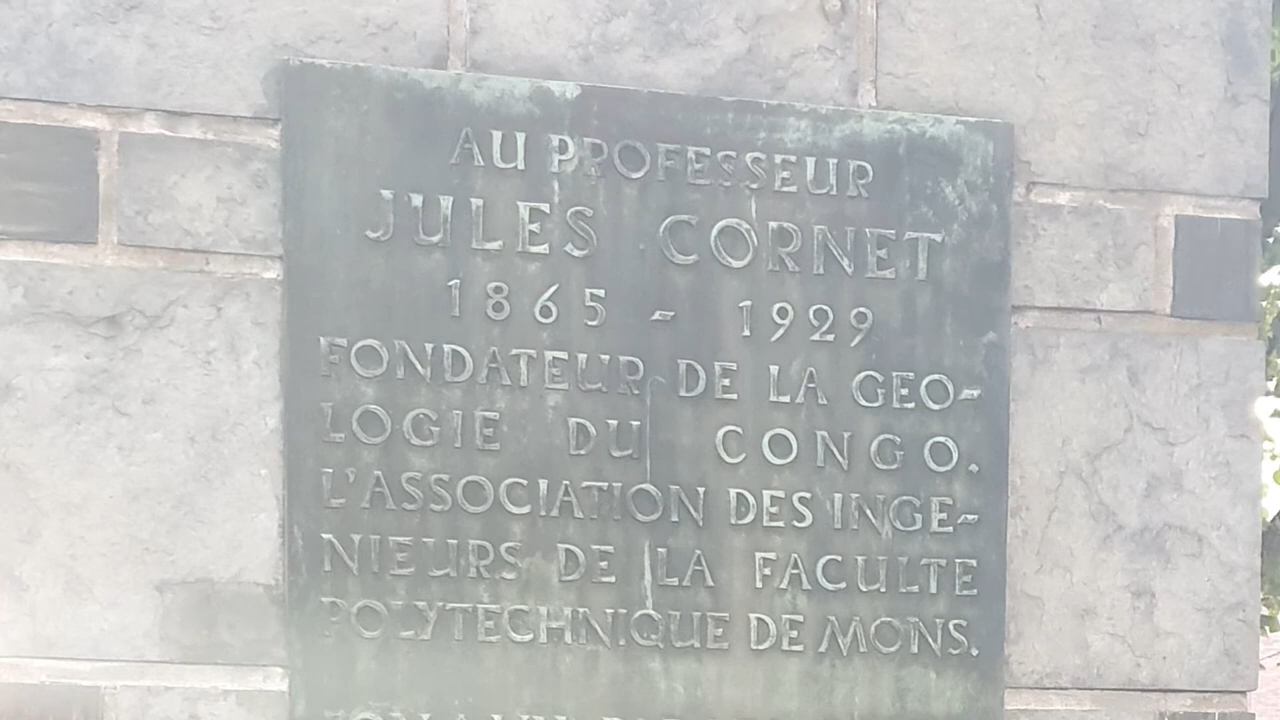 AU PROFESSEUR
JULES CORNET
1865 - 1929
FONDATEUR DE LA GEO-
LOGIE DU CONGO.
L'ASSOCIATION DES INGE-
NIEURS DE LA FACULTE
POLYTECHNIQUE DE MONS.